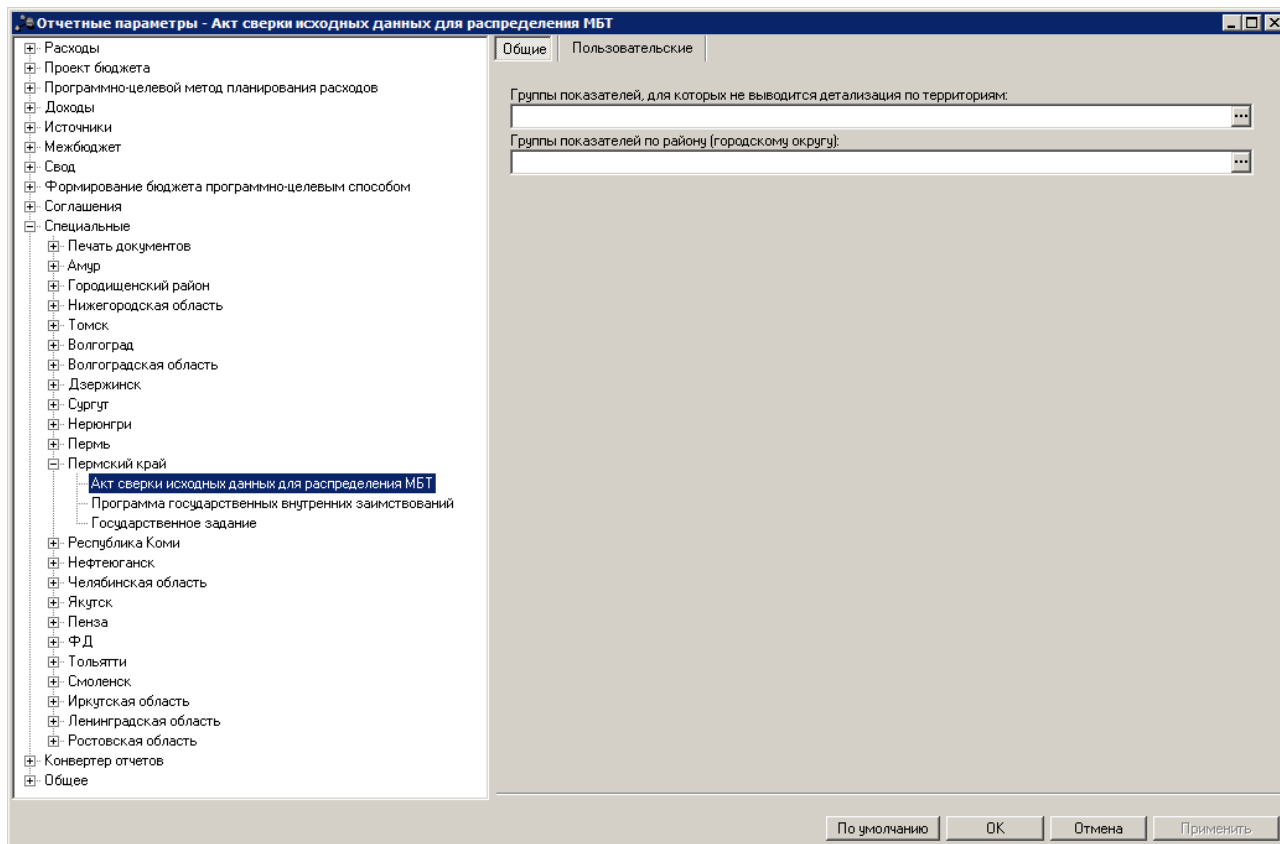 Отчетные параметры - Акт сверки исходных данных для распределения МБТ
Расходы
Проект бюджета
Программно-целевой метод планирования расходов
Доходы
Источники
Межбюджет
Свод
Формирование бюджета программно-целевым способом
Соглашения
Специальные
Печать документов
Амур
Городищенский район
Нижегородская область
Томск
Волгоград
Волгоградская область
Дзержинск
Сургут
Нерюнгри
Пермь
Пермский край
Акт сверки исходных данных для распределения МБТ
Программа государственных внутренних заимствований
Государственное задание
Республика Коми
Нефтеюганск
Челябинская область
Якутск
Пенза
ФД
Тольятти
Смоленск
Иркутская область
Ленинградская область
Ростовская область
Конвертер отчетов
Общее
Общие Пользовательские
Группы показателей, для которых не выводится детализация по территориям:
...
Группы показателей по району (городскому округу):
...
По умолчанию OK Отмена Применить